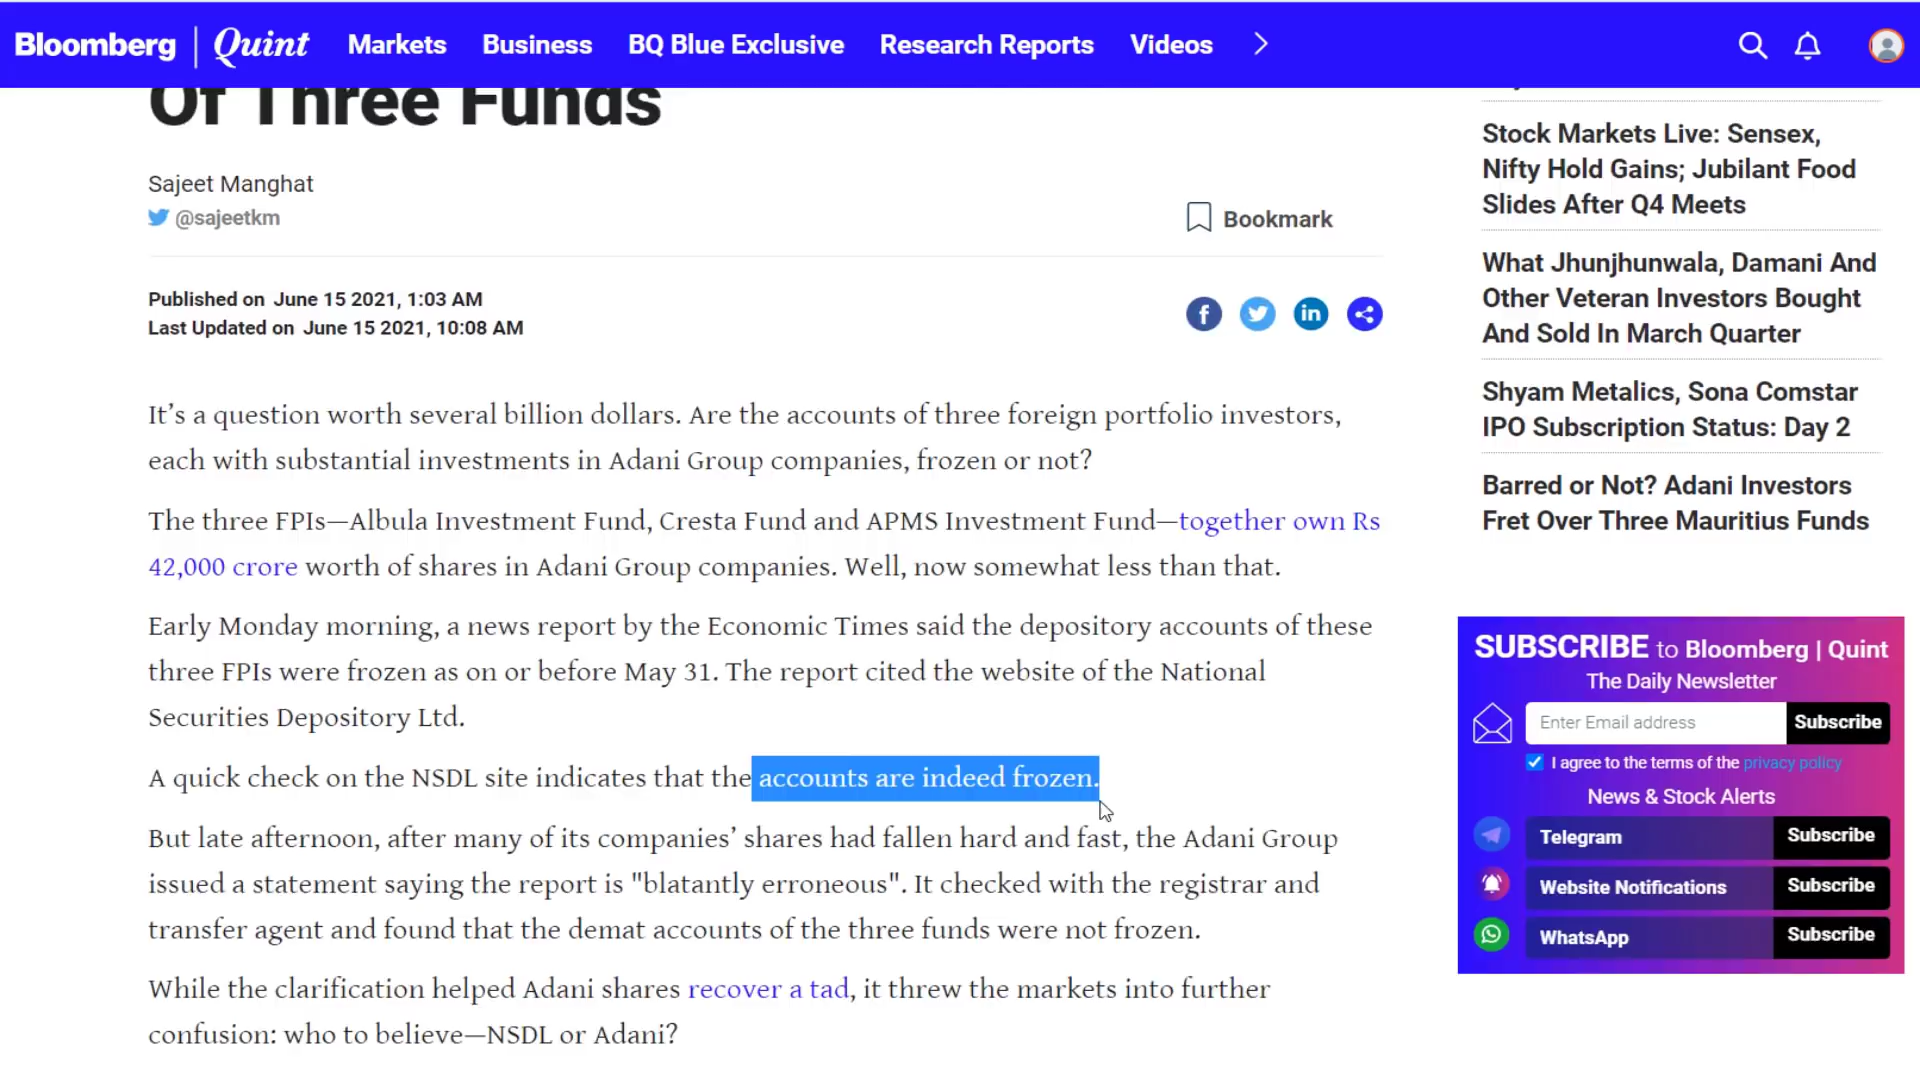 Bloomberg | Quint Markets Business BQ Blue Exclusive Research Reports Videos
Of Three Funds
Sajeet Manghat
@sajeetkm
Bookmark
Published on June 15 2021, 1:03 AM
Last Updated on June 15 2021, 10:08 AM
It’s a question worth several billion dollars. Are the accounts of three foreign portfolio investors,
each with substantial investments in Adani Group companies, frozen or not?
The three FPIs—Albula Investment Fund, Cresta Fund and APMS Investment Fund—together own Rs
42,000 crore worth of shares in Adani Group companies. Well, now somewhat less than that.
Early Monday morning, a news report by the Economic Times said the depository accounts of these
three FPIs were frozen as on or before May 31. The report cited the website of the National
Securities Depository Ltd.
A quick check on the NSDL site indicates that the accounts are indeed frozen.
But late afternoon, after many of its companies’ shares had fallen hard and fast, the Adani Group
issued a statement saying the report is "blatantly erroneous". It checked with the registrar and
transfer agent and found that the demat accounts of the three funds were not frozen.
While the clarification helped Adani shares recover a tad, it threw the markets into further
confusion: who to believe—NSDL or Adani?
Stock Markets Live: Sensex,
Nifty Hold Gains; Jubilant Food
Slides After Q4 Meets
What Jhunjhunwala, Damani And
Other Veteran Investors Bought
And Sold In March Quarter
Shyam Metalics, Sona Comstar
IPO Subscription Status: Day 2
Barred or Not? Adani Investors
Fret Over Three Mauritius Funds
SUBSCRIBE to Bloomberg | Quint
The Daily Newsletter
Enter Email address Subscribe
I agree to the terms of the privacy policy
News & Stock Alerts
Telegram Subscribe
Website Notifications Subscribe
WhatsApp Subscribe